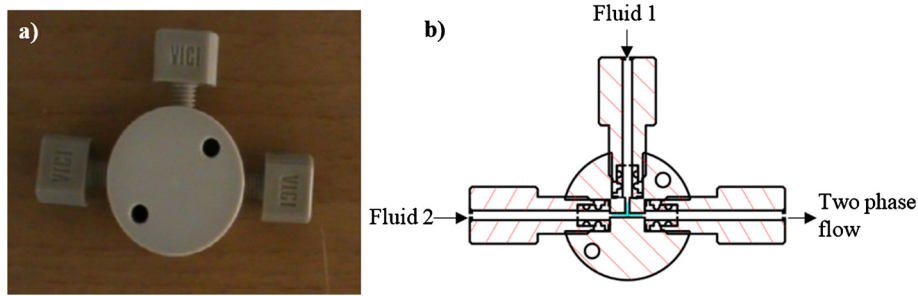 a)
VICI
VICI
VICI
b)
Fluid 1
Fluid 2
Two phase
flow